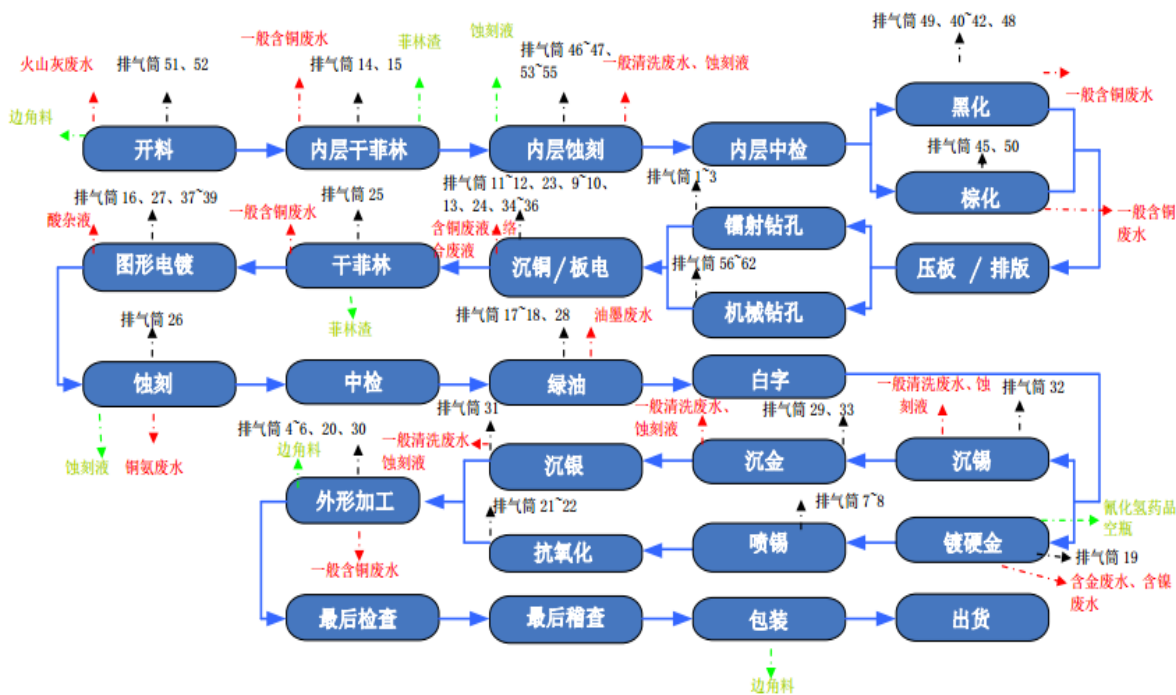 排气筒 49、40~42、48
一般含铜废水
火山灰废水
排气筒 51、52
排气筒 14、15
菲林渣
蚀刻液
排气筒 46~47、
53~55
一般清洗废水、蚀刻液
一般含铜废水
边角料
开料
内层干菲林
内层蚀刻
内层中检
黑化
排气筒 45、50
棕化
一般含铜
废水
排气筒 16、27、37~39
酸杂液
一般含铜废水
排气筒 25
排气筒 11~12、23、9~10、
13、24、34~36
含铜废液、络
合废液
排气筒 1~3
镭射钻孔
图形电镀
干菲林
沉铜/板电
压板 / 排版
排气筒 56~62
机械钻孔
菲林渣
排气筒 26
排气筒 17~18、28
油墨废水
蚀刻
中检
绿油
白字
蚀刻液
铜氨废水
排气筒 4~6、20、30
边角料
排气筒 31
一般清洗废水
蚀刻液
一般清洗废水、
蚀刻液
排气筒 29、33
一般清洗废水、蚀
刻液
排气筒 32
沉银
沉金
沉锡
外形加工
排气筒 21~22
排气筒 7~8
氰化氢药品
空瓶
抗氧化
喷锡
镀硬金
排气筒 19
一般含铜废水
含金废水、含镍
废水
最后检查
最后稽查
包装
出货
边角料